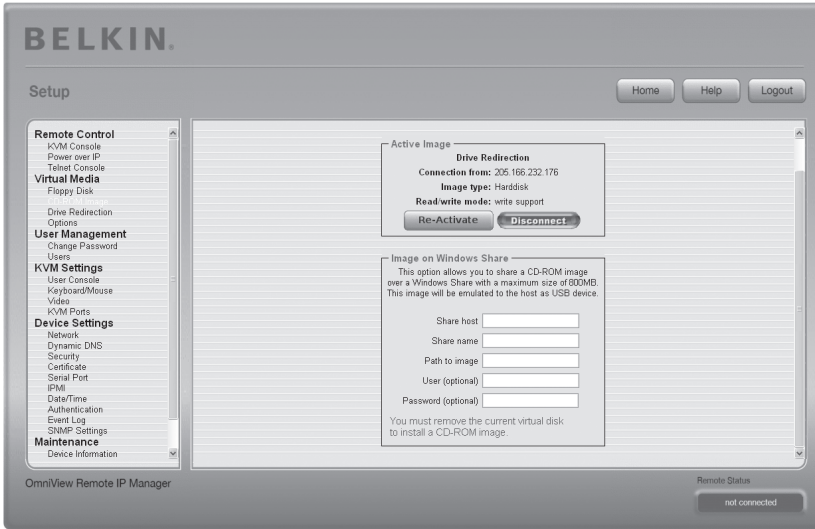 BELKIN®
Setup
Home
Help
Logout
Remote Control
KVM Console
Power over IP
Telnet Console
Virtual Media
Floppy Disk
CD-ROM Image
Drive Redirection
Options
User Management
Change Password
Users
KVM Settings
User Console
Keyboard/Mouse
Video
KVM Ports
Device Settings
Network
Dynamic DNS
Security
Certificate
Serial Port
IPMI
Date/Time
Authentication
Event Log
SNMP Settings
Maintenance
Device Information
Active Image
Drive Redirection
Connection from: 205.166.232.176
Image type: Harddisk
Read/write mode: write support
Re-Activate
Disconnect
Image on Windows Share
This option allows you to share a CD-ROM image
over a Windows Share with a maximum size of 800MB.
This image will be emulated to the host as USB device.
Share host
Share name
Path to image
User (optional)
Password (optional)
You must remove the current virtual disk
to install a CD-ROM image.
OmniView Remote IP Manager
Remote Status
not connected